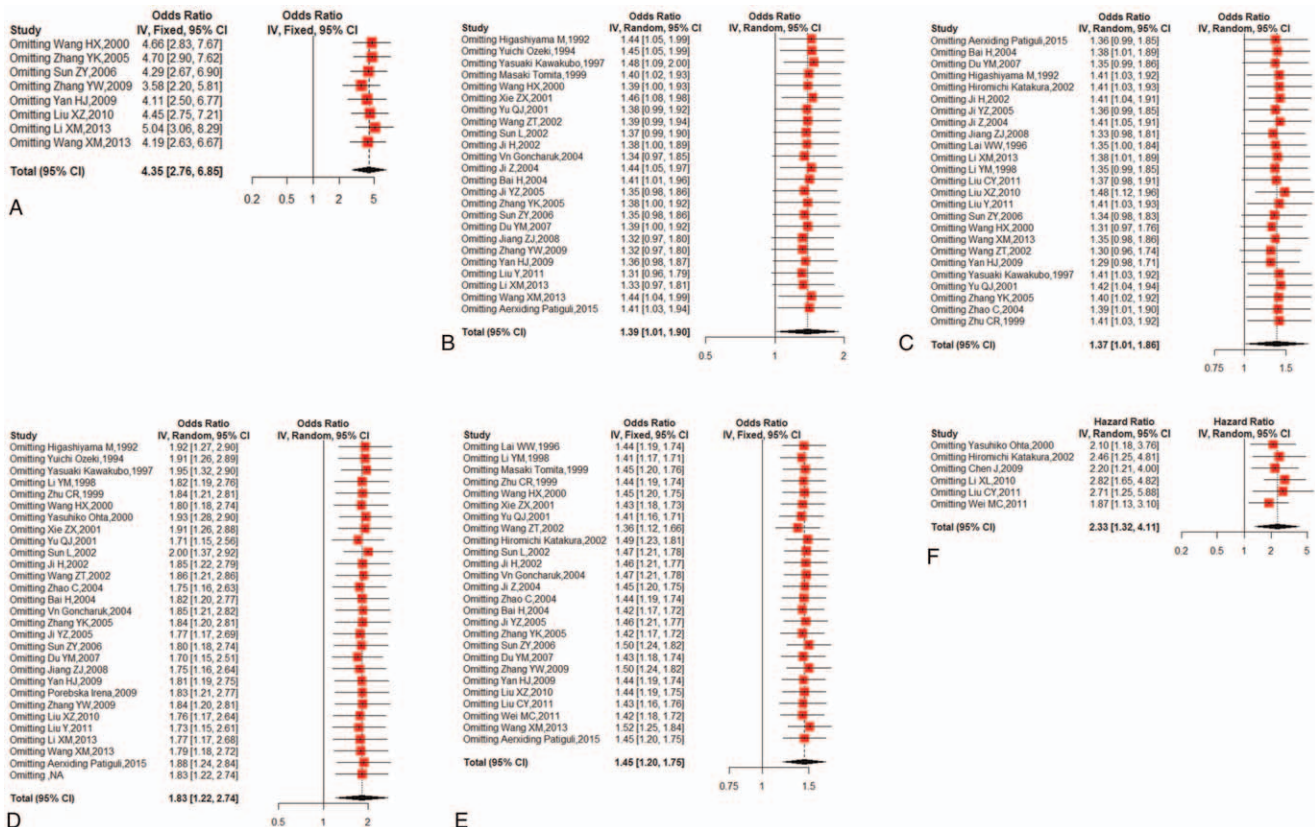 Odds Ratio Odds Ratio
Study IV, Fixed, 95% CI IV, Fixed, 95% CI
Omitting Wang HX,2000 4.66 [2.83, 7.67]
Omitting Zhang YK,2005 4.70 [2.90, 7.62]
Omitting Sun ZY,2006 4.29 [2.67, 6.90]
Omitting Zhang YW,2009 3.58 [2.20, 5.81]
Omitting Yan HJ,2009 4.11 [2.50, 6.77]
Omitting Liu XZ,2010 4.45 [2.75, 7.21]
Omitting Li XM,2013 5.04 [3.06, 8.29]
Omitting Wang XM,2013 4.19 [2.63, 6.67]
Total (95% CI) 4.35 [2.76, 6.85]
0.2 0.5 1 2 5
A
Odds Ratio Odds Ratio
Study IV, Random, 95% CI IV, Random, 95% CI
Omitting Higashiyama M,1992 1.44 [1.05, 1.99]
Omitting Yuichi Ozeki,1994 1.45 [1.05, 1.99]
Omitting Yasuaki Kawakubo,1997 1.48 [1.09, 2.00]
Omitting Masaki Tomita,1999 1.40 [1.02, 1.93]
Omitting Wang HX,2000 1.39 [1.00, 1.93]
Omitting Xie ZX,2001 1.46 [1.08, 1.98]
Omitting Yu QJ,2001 1.38 [0.99, 1.92]
Omitting Wang ZT,2002 1.39 [0.99, 1.94]
Omitting Sun L,2002 1.37 [0.99, 1.90]
Omitting Ji H,2002 1.38 [1.00, 1.89]
Omitting Vn Goncharuk,2004 1.34 [0.97, 1.85]
Omitting Ji Z,2004 1.44 [1.05, 1.97]
Omitting Bai H,2004 1.41 [1.01, 1.96]
Omitting Ji YZ,2005 1.35 [0.98, 1.86]
Omitting Zhang YK,2005 1.38 [1.00, 1.92]
Omitting Sun ZY,2006 1.35 [0.98, 1.86]
Omitting Du YM,2007 1.39 [1.00, 1.92]
Omitting Jiang ZJ,2008 1.32 [0.97, 1.80]
Omitting Zhang YW,2009 1.32 [0.97, 1.80]
Omitting Yan HJ,2009 1.36 [0.98, 1.87]
Omitting Liu Y,2011 1.31 [0.96, 1.79]
Omitting Li XM,2013 1.33 [0.97, 1.81]
Omitting Wang XM,2013 1.44 [1.04, 1.99]
Omitting Aerxiding Patiguli,2015 1.41 [1.03, 1.94]
Total (95% CI) 1.39 [1.01, 1.90]
0.5 1 2
B
Odds Ratio Odds Ratio
Study IV, Random, 95% CI IV, Random, 95% CI
Omitting Aerxiding Patiguli,2015 1.36 [0.99, 1.85]
Omitting Bai H,2004 1.38 [1.01, 1.89]
Omitting Du YM,2007 1.35 [0.99, 1.86]
Omitting Higashiyama M,1992 1.41 [1.03, 1.92]
Omitting Hiromichi Katakura,2002 1.41 [1.03, 1.93]
Omitting Ji H,2002 1.41 [1.04, 1.91]
Omitting Ji YZ,2005 1.36 [0.99, 1.85]
Omitting Ji Z,2004 1.41 [1.05, 1.91]
Omitting Jiang ZJ,2008 1.33 [0.98, 1.81]
Omitting Lai WW,1996 1.35 [1.00, 1.84]
Omitting Li XM,2013 1.38 [1.01, 1.89]
Omitting Li YM,1998 1.35 [0.99, 1.85]
Omitting Liu CY,2011 1.37 [0.98, 1.91]
Omitting Liu XZ,2010 1.48 [1.12, 1.96]
Omitting Liu Y,2011 1.41 [1.03, 1.93]
Omitting Sun ZY,2006 1.34 [0.98, 1.83]
Omitting Wang HX,2000 1.31 [0.97, 1.76]
Omitting Wang XM,2013 1.35 [0.98, 1.86]
Omitting Wang ZT,2002 1.30 [0.96, 1.74]
Omitting Yan HJ,2009 1.29 [0.98, 1.71]
Omitting Yasuaki Kawakubo,1997 1.41 [1.03, 1.92]
Omitting Yu QJ,2001 1.42 [1.04, 1.94]
Omitting Zhang YK,2005 1.40 [1.02, 1.92]
Omitting Zhao C,2004 1.39 [1.01, 1.90]
Omitting Zhu CR,1999 1.41 [1.03, 1.92]
Total (95% CI) 1.37 [1.01, 1.86]
0.75 1 1.5
C
Odds Ratio Odds Ratio
Study IV, Random, 95% CI IV, Random, 95% CI
Omitting Higashiyama M,1992 1.92 [1.27, 2.90]
Omitting Yuichi Ozeki,1994 1.91 [1.26, 2.89]
Omitting Yasuaki Kawakubo,1997 1.95 [1.32, 2.90]
Omitting Li YM,1998 1.82 [1.19, 2.76]
Omitting Zhu CR,1999 1.84 [1.21, 2.81]
Omitting Wang HX,2000 1.80 [1.18, 2.74]
Omitting Yasuhiko Ohta,2000 1.93 [1.28, 2.90]
Omitting Xie ZX,2001 1.91 [1.26, 2.88]
Omitting Yu QJ,2001 1.71 [1.15, 2.56]
Omitting Sun L,2002 2.00 [1.37, 2.92]
Omitting Ji H,2002 1.85 [1.22, 2.79]
Omitting Wang ZT,2002 1.86 [1.21, 2.86]
Omitting Zhao C,2004 1.75 [1.16, 2.63]
Omitting Bai H,2004 1.82 [1.20, 2.77]
Omitting Vn Goncharuk,2004 1.85 [1.21, 2.82]
Omitting Zhang YK,2005 1.84 [1.20, 2.81]
Omitting Ji YZ,2005 1.77 [1.17, 2.69]
Omitting Sun ZY,2006 1.80 [1.18, 2.74]
Omitting Du YM,2007 1.70 [1.15, 2.51]
Omitting Jiang ZJ,2008 1.75 [1.16, 2.64]
Omitting Yan HJ,2009 1.81 [1.19, 2.75]
Omitting Porebska Irena,2009 1.83 [1.21, 2.77]
Omitting Zhang YW,2009 1.84 [1.20, 2.81]
Omitting Liu XZ,2010 1.76 [1.17, 2.64]
Omitting Liu Y,2011 1.73 [1.15, 2.61]
Omitting Li XM,2013 1.77 [1.17, 2.68]
Omitting Wang XM,2013 1.79 [1.18, 2.72]
Omitting Aerxiding Patiguli,2015 1.88 [1.24, 2.84]
Omitting ,NA 1.83 [1.22, 2.74]
Total (95% CI) 1.83 [1.22, 2.74]
0.5 1 2
D
Odds Ratio Odds Ratio
Study IV, Fixed, 95% CI IV, Fixed, 95% CI
Omitting Lai WW,1996 1.44 [1.19, 1.74]
Omitting Li YM,1998 1.41 [1.17, 1.71]
Omitting Masaki Tomita,1999 1.45 [1.20, 1.76]
Omitting Zhu CR,1999 1.44 [1.19, 1.74]
Omitting Wang HX,2000 1.45 [1.20, 1.75]
Omitting Xie ZX,2001 1.43 [1.18, 1.73]
Omitting Yu QJ,2001 1.41 [1.16, 1.71]
Omitting Wang ZT,2002 1.36 [1.12, 1.66]
Omitting Hiromichi Katakura,2002 1.49 [1.23, 1.81]
Omitting Sun L,2002 1.47 [1.21, 1.78]
Omitting Ji H,2002 1.46 [1.21, 1.77]
Omitting Vn Goncharuk,2004 1.47 [1.21, 1.78]
Omitting Ji Z,2004 1.45 [1.20, 1.75]
Omitting Zhao C,2004 1.44 [1.19, 1.74]
Omitting Bai H,2004 1.42 [1.17, 1.72]
Omitting Ji YZ,2005 1.46 [1.21, 1.77]
Omitting Zhang YK,2005 1.42 [1.17, 1.72]
Omitting Sun ZY,2006 1.50 [1.24, 1.82]
Omitting Du YM,2007 1.43 [1.18, 1.74]
Omitting Zhang YW,2009 1.50 [1.24, 1.82]
Omitting Yan HJ,2009 1.44 [1.19, 1.74]
Omitting Liu XZ,2010 1.44 [1.19, 1.75]
Omitting Liu CY,2011 1.43 [1.16, 1.76]
Omitting Wei MC,2011 1.42 [1.18, 1.72]
Omitting Wang XM,2013 1.52 [1.25, 1.84]
Omitting Aerxiding Patiguli,2015 1.45 [1.20, 1.75]
Total (95% CI) 1.45 [1.20, 1.75]
0.75 1 1.5
E
Hazard Ratio Hazard Ratio
Study IV, Random, 95% CI IV, Random, 95% CI
Omitting Yasuhiko Ohta,2000 2.10 [1.18, 3.76]
Omitting Hiromichi Katakura,2002 2.46 [1.25, 4.81]
Omitting Chen J,2009 2.20 [1.21, 4.00]
Omitting Li XL,2010 2.82 [1.65, 4.82]
Omitting Liu CY,2011 2.71 [1.25, 5.88]
Omitting Wei MC,2011 1.87 [1.13, 3.10]
Total (95% CI) 2.33 [1.32, 4.11]
0.2 0.5 1 2 5
F